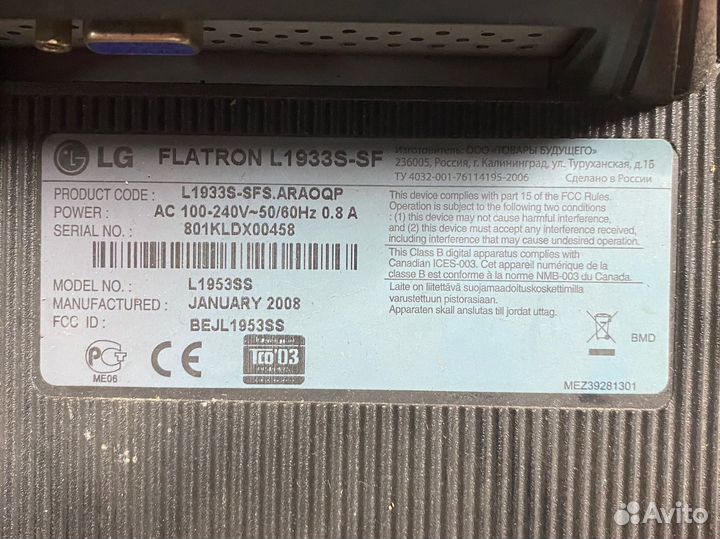 LG FLATRON L1933S-SF
Изготовитель: ООО «ТОВАРЫ БУДУЩЕГО»
236005, Россия, г. Калининград, ул. Туруханская, д.1Б
ТУ 4032-001-76114195-2006 Сделано в России
PRODUCT CODE : L1933S-SFS.ARAOQP
POWER : AC 100-240V~50/60Hz 0.8 A
SERIAL NO. : 801KLDX00458
MODEL NO. : L1953SS
MANUFACTURED : JANUARY 2008
FCC ID : BEJL1953SS
This device complies with part 15 of the FCC Rules.
Operation is subject to the following two conditions
: (1) this device may not cause harmful interference,
and (2) this device must accept any interference received,
including interference that may cause undesired operation.
This Class B digital apparatus complies with
Canadian ICES-003. Cet appareil numérique de la
classe B est conforme à la norme NMB-003 du Canada.
Laite on liitettävä suojamaadoituskoskettimilla
varustettuun pistorasiaan.
Apparaten skall anslutas till jordat uttag.
РСТ
ME06
CE
TCO'03
BMD
MEZ39281301
Avito